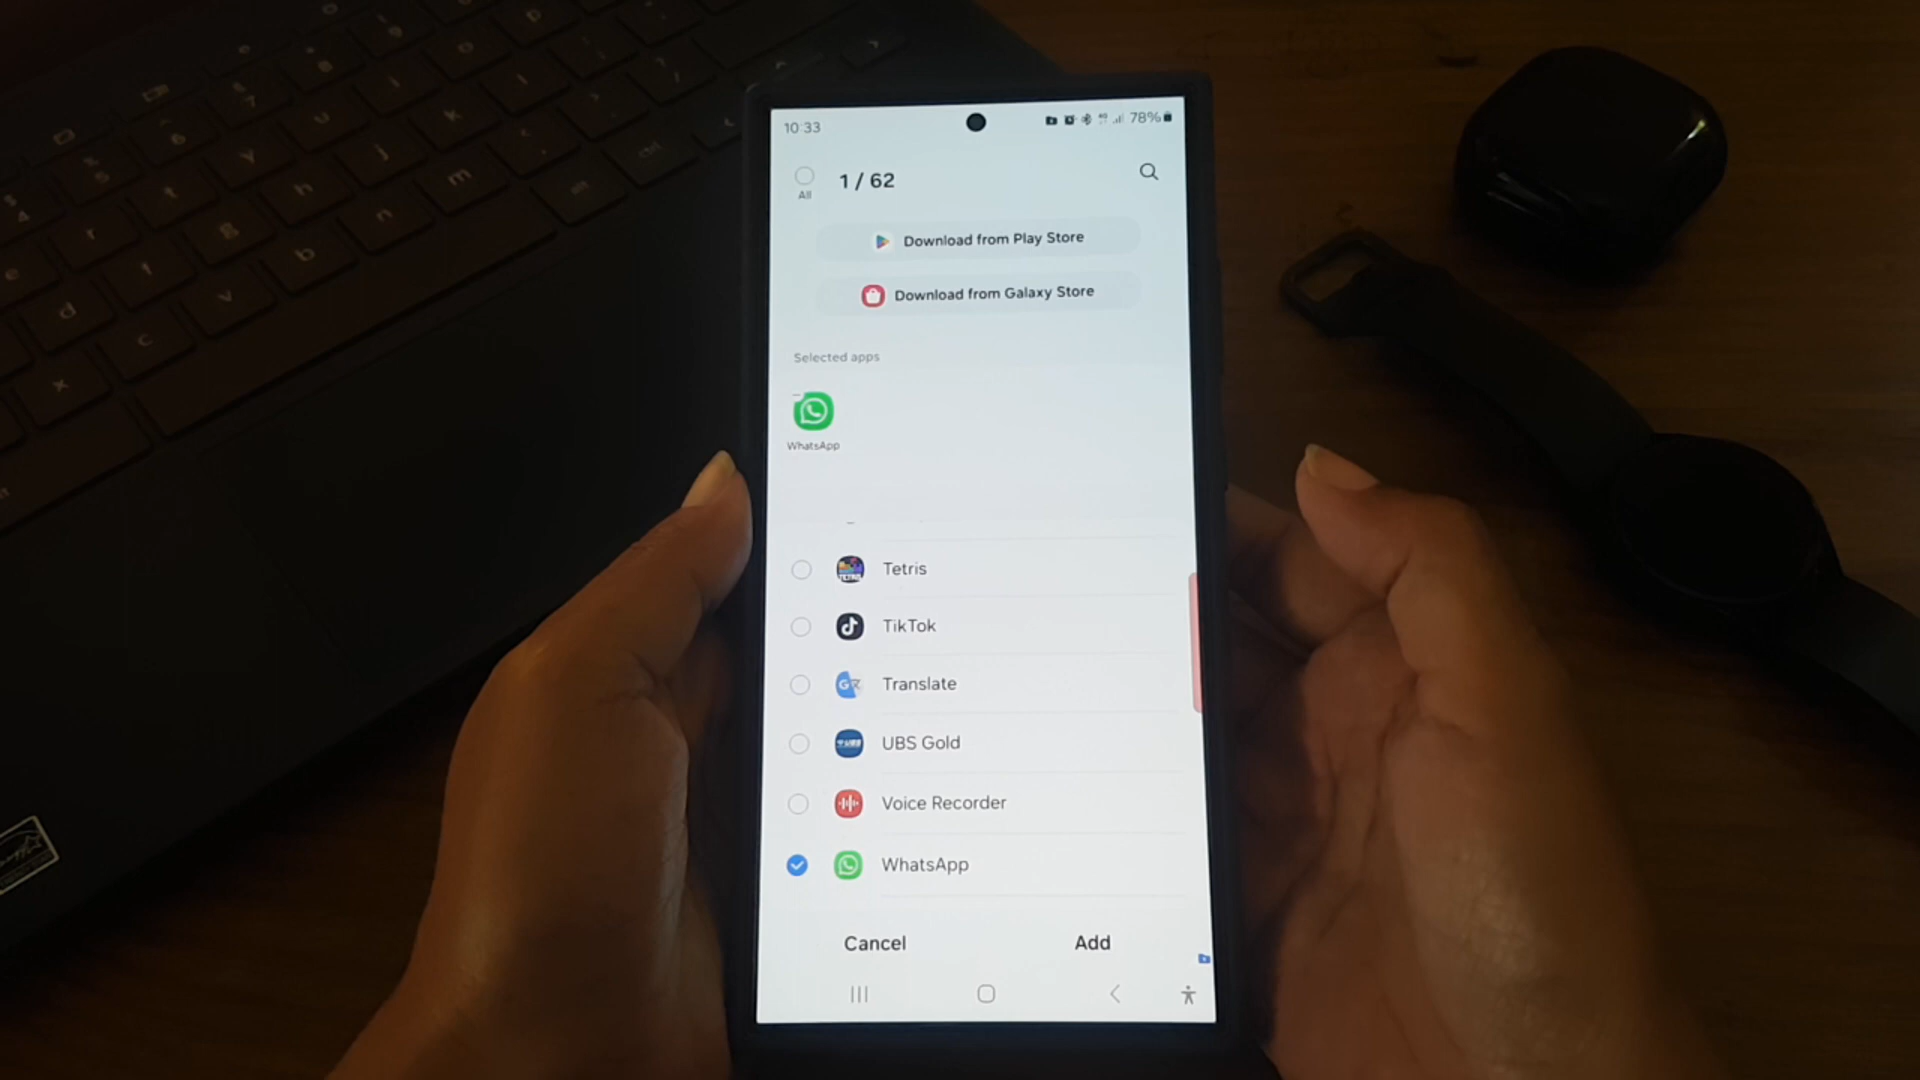 10:33
78%
All
1 / 62
Download from Play Store
Download from Galaxy Store
Selected apps
WhatsApp
Tetris
TikTok
Translate
UBS Gold
Voice Recorder
WhatsApp
Cancel
Add